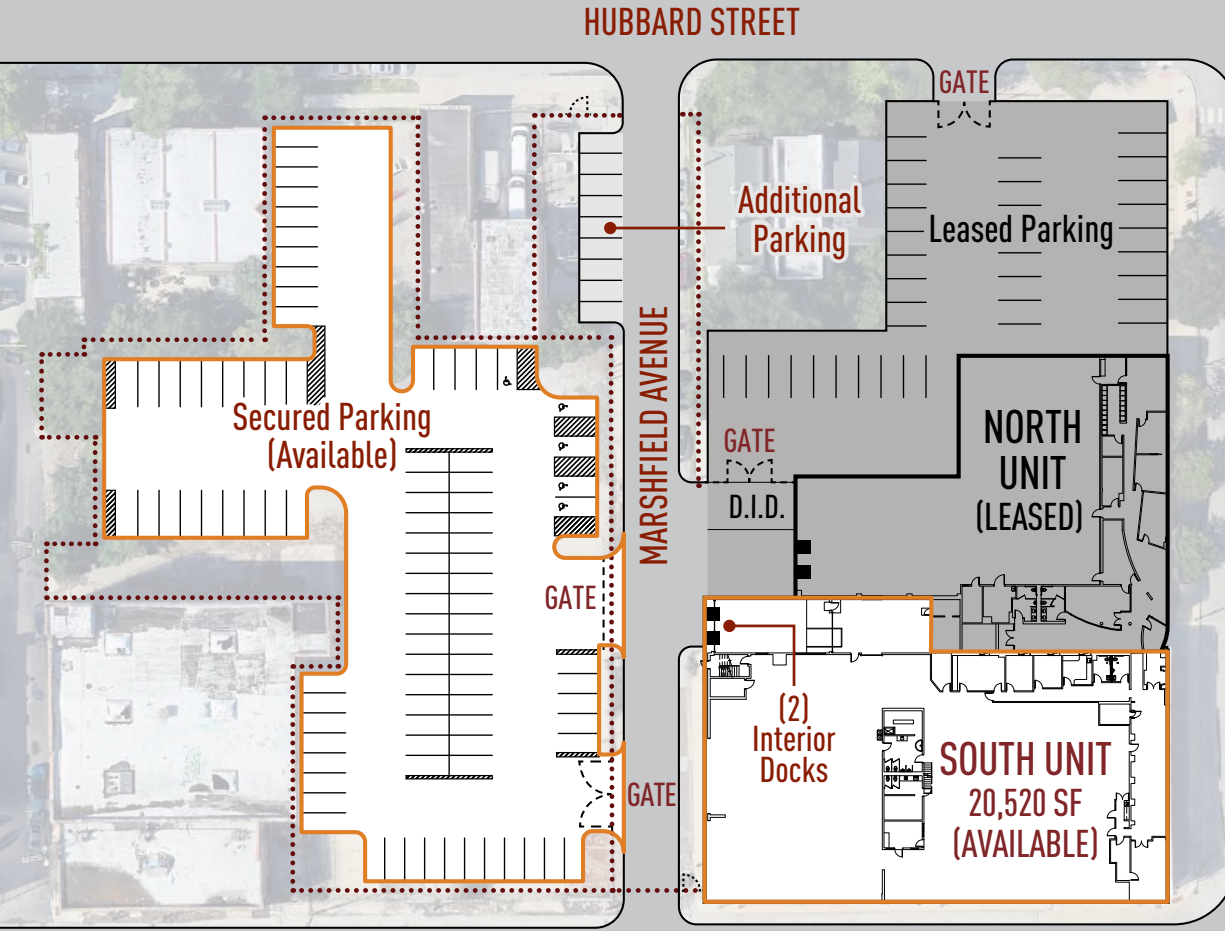 HUBBARD STREET
GATE
Additional
Parking
Leased Parking
MARSHFIELD AVENUE
Secured Parking
(Available)
NORTH
UNIT
(LEASED)
GATE
D.I.D.
GATE
(2)
Interior
Docks
SOUTH UNIT
20,520 SF
(AVAILABLE)
GATE